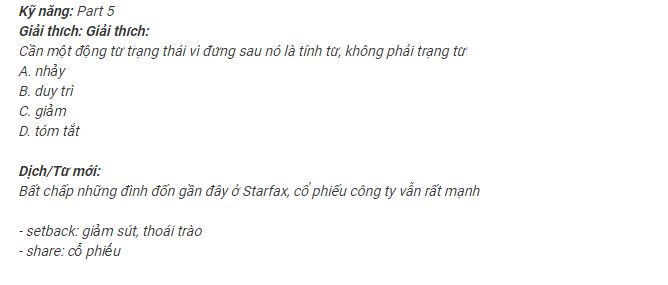 Kỹ năng: Part 5
Giải thích: Giải thích:
Cần một động từ trạng thái vì đưng sau nó là tính từ, không phải trạng từ
A. nhảy
B. duy trì
C. giảm
D. tóm tắt
Dịch/Từ mới:
Bất chấp những đình đốn gần đây ở Starfax, cổ phiếu công ty vẫn rất mạnh
- setback: giảm sút, thoái trào
- share: cỗ phiếu